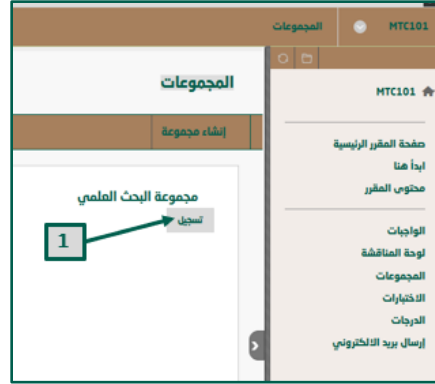 MTC101
المجموعات
MTC101
صفحة المقرر الرئيسية
ابدأ هنا
محتوى المقرر
الواجبات
لوحة المناقشة
المجموعات
الاختبارات
الدرجات
إرسال بريد الالكتروني
المجموعات
إنشاء مجموعة
مجموعة البحث العلمي
تسجيل
1